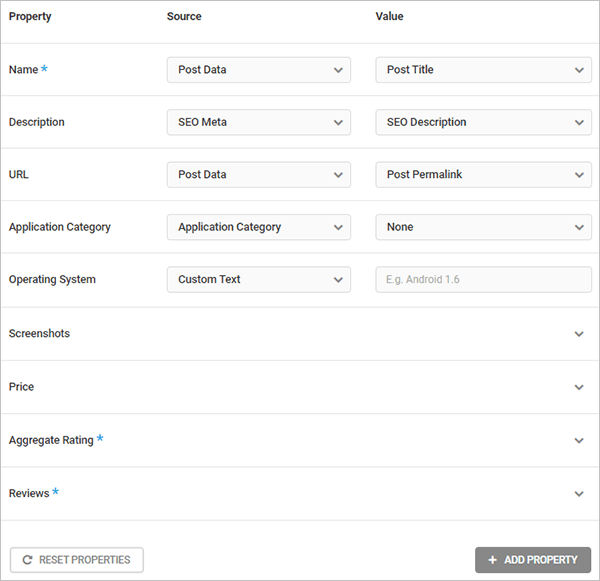 Property Source Value
Name * Post Data Post Title
Description SEO Meta SEO Description
URL Post Data Post Permalink
Application Category Application Category None
Operating System Custom Text E.g. Android 1.6
Screenshots
Price
Aggregate Rating *
Reviews *
RESET PROPERTIES + ADD PROPERTY